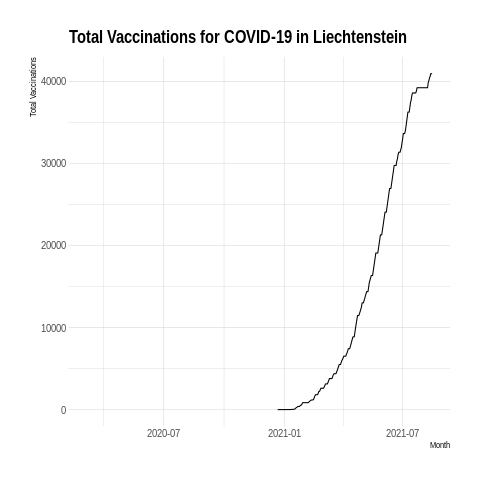 Total Vaccinations for COVID-19 in Liechtenstein
Total Vaccinations
40000
30000
20000
10000
0
2020-07 2021-01 2021-07
Month